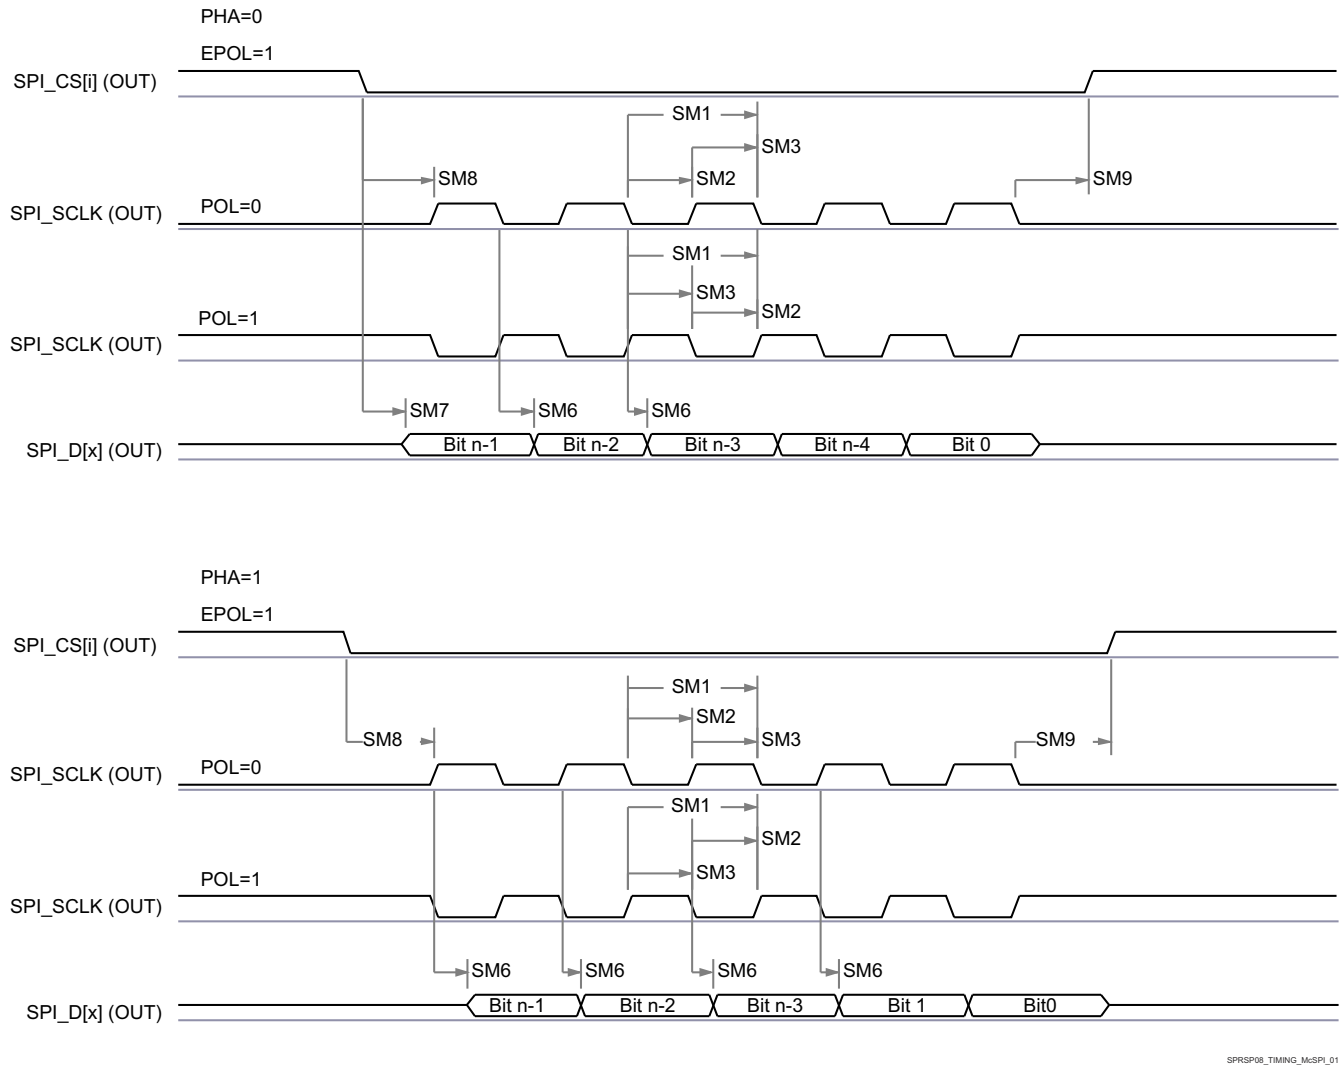 PHA=0
EPOL=1
SPI_CS[i] (OUT)
SM1
SM3
SM8 SM2 SM9
SPI_SCLK (OUT) POL=0
SM1
SM3
SM2
POL=1
SPI_SCLK (OUT)
SM7 SM6 SM6
SPI_D[x] (OUT) Bit n-1 Bit n-2 Bit n-3 Bit n-4 Bit 0
PHA=1
EPOL=1
SPI_CS[i] (OUT)
SM1
SM2
SM8 SM3 SM9
SPI_SCLK (OUT) POL=0
SM1
SM2
SM3
POL=1
SPI_SCLK (OUT)
SM6 SM6 SM6 SM6
SPI_D[x] (OUT) Bit n-1 Bit n-2 Bit n-3 Bit 1 Bit0
SPRSP08_TIMING_McSPI_01